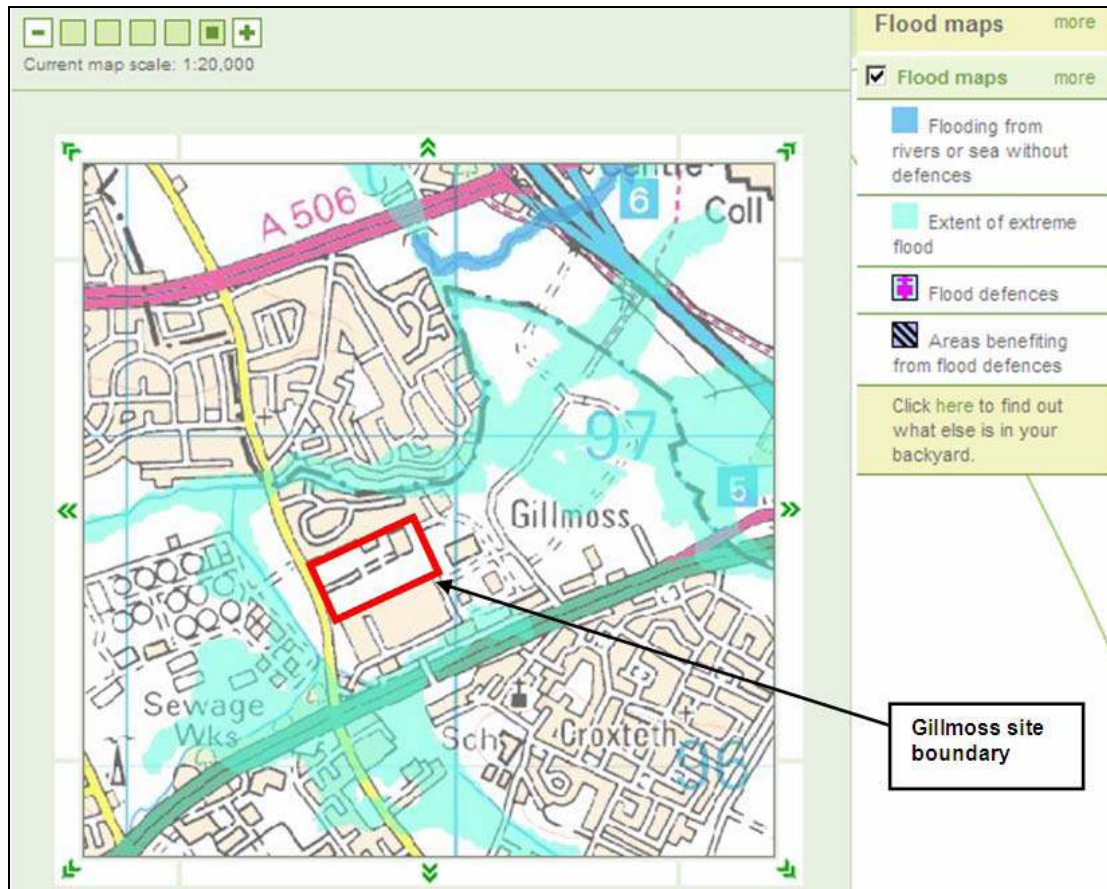 Current map scale: 1:20,000
A 506
Centre
6
Coll
97
5
Gillmoss
Sewage
Wks
Sch
Croxteth
96
Flood maps more
Flood maps more
Flooding from
rivers or sea without
defences
Extent of extreme
flood
Flood defences
Areas benefiting
from flood defences
Click here to find out
what else is in your
backyard.
Gillmoss site
boundary